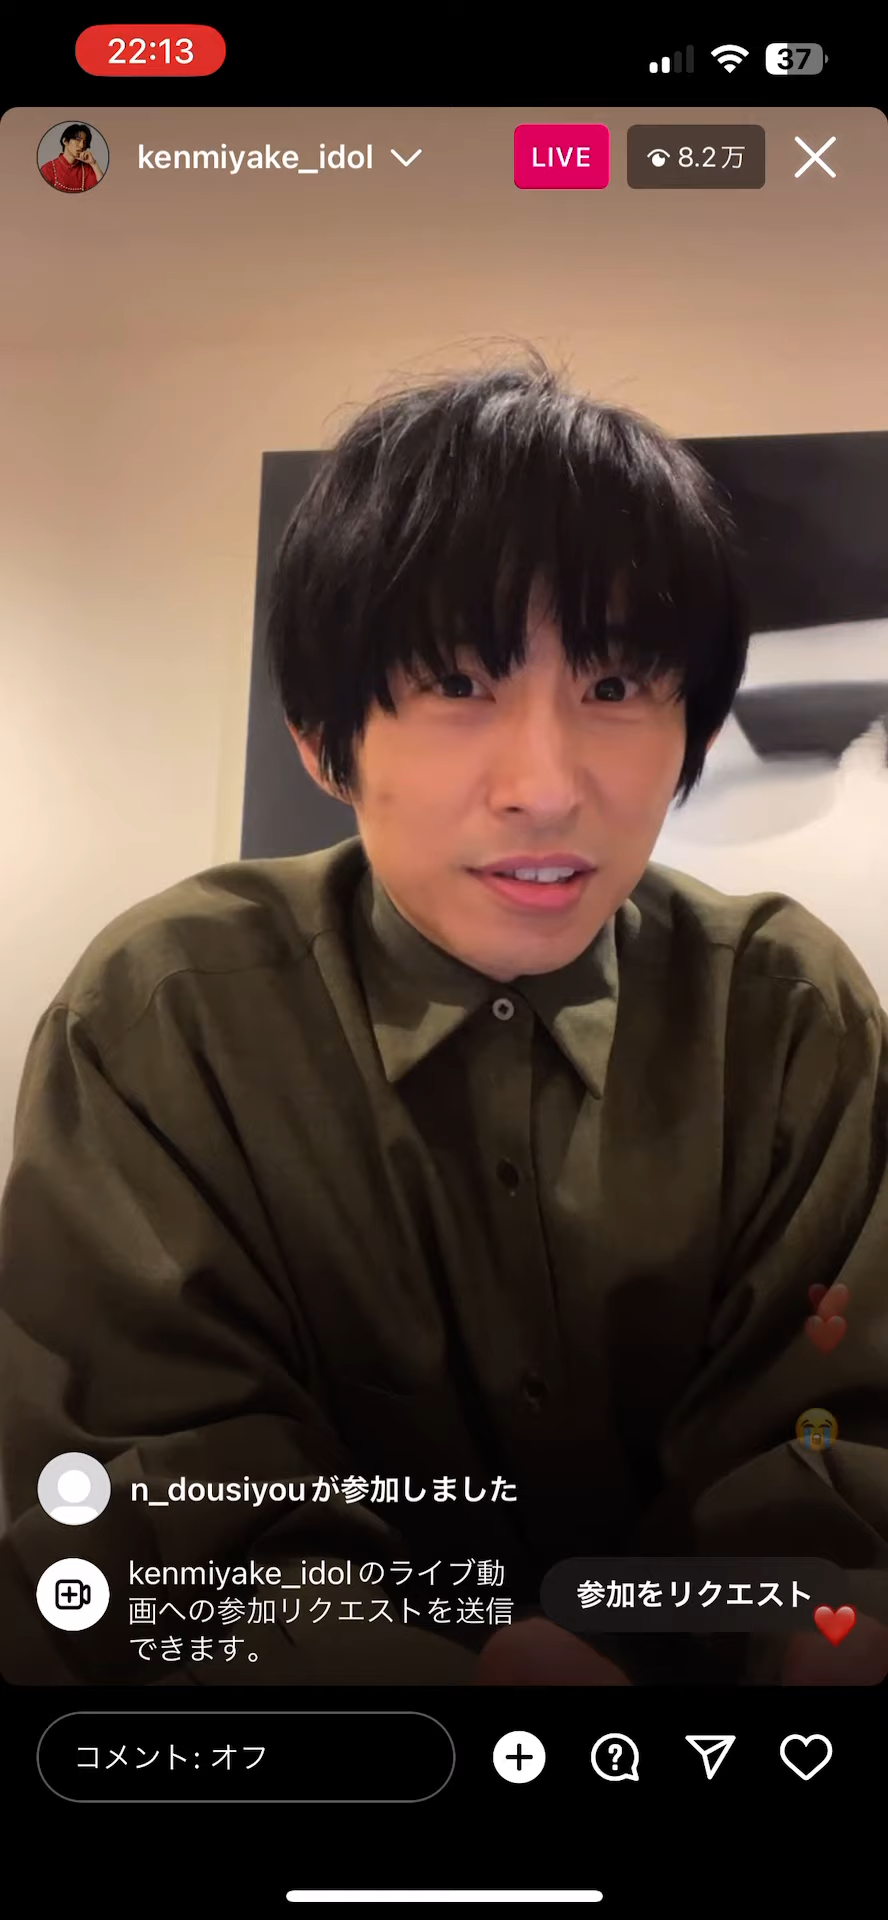 22:13
37
kenmiyake_idol
LIVE
8.2万
n_dousiyouが参加しました
kenmiyake_idolのライブ動
画への参加リクエストを送信
できます。
参加をリクエスト
コメント: オフ